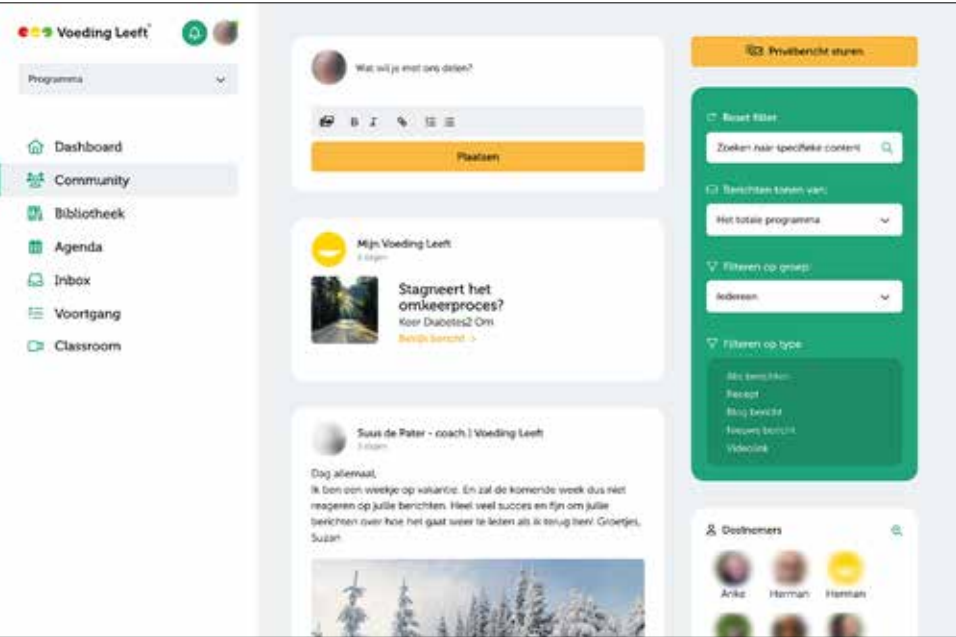 Voeding Leeft
Programma
Dashboard
Community
Bibliotheek
Agenda
Inbox
Voortgang
Classroom
Wat wil je met ons delen?
B I
Plaatsen
Mijn Voeding Leeft
3 dagen
Stagneert het
omkeerproces?
Keer Diabetes2 Om
Bekijk bericht >
Suus de Pater - coach | Voeding Leeft
3 dagen
Dag allemaal,
Ik ben een weekje op vakantie. En zal de komende week dus niet
reageren op jullie berichten. Heel veel succes en fijn om jullie
berichten over hoe het gaat weer te lezen als ik terug ben! Groetjes,
Suzan
Privébericht sturen
Reset filter
Zoeken naar specifieke content
Berichten tonen van:
Het totale programma
Filteren op groep:
Iedereen
Filteren op type
Alle berichten
Recept
Blog bericht
Nieuws bericht
Videolink
Deelnemers
Anke Herman Herman